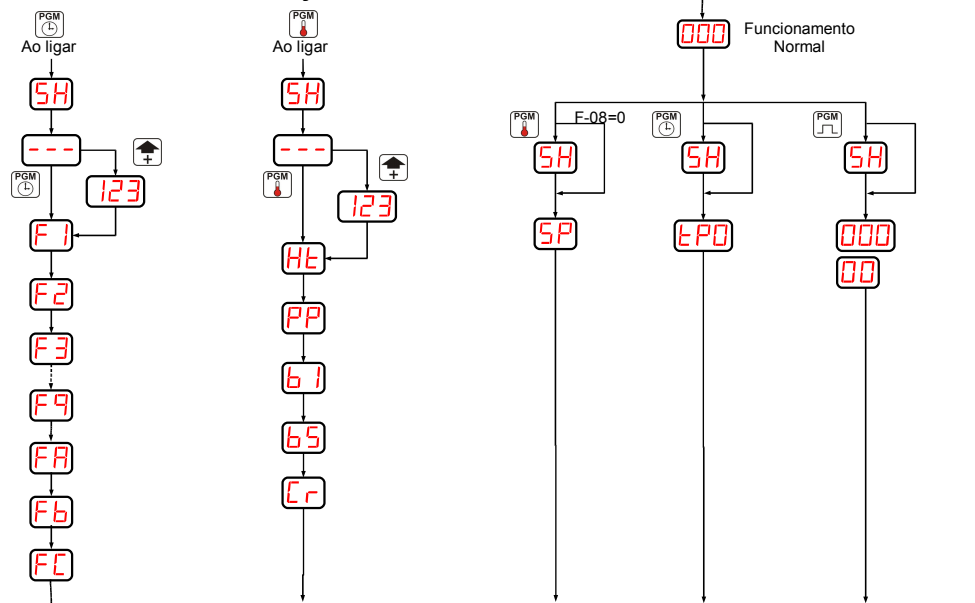 PGM
Ao ligar
SH
- - -
PGM
123
F1
F2
F3
F9
FA
Fb
FC
PGM
Ao ligar
SH
- - -
PGM
123
Ht
PP
b1
b5
Cr
000
Funcionamento
Normal
PGM
F-08=0
SH
SP
PGM
SH
tPO
PGM
SH
000
00